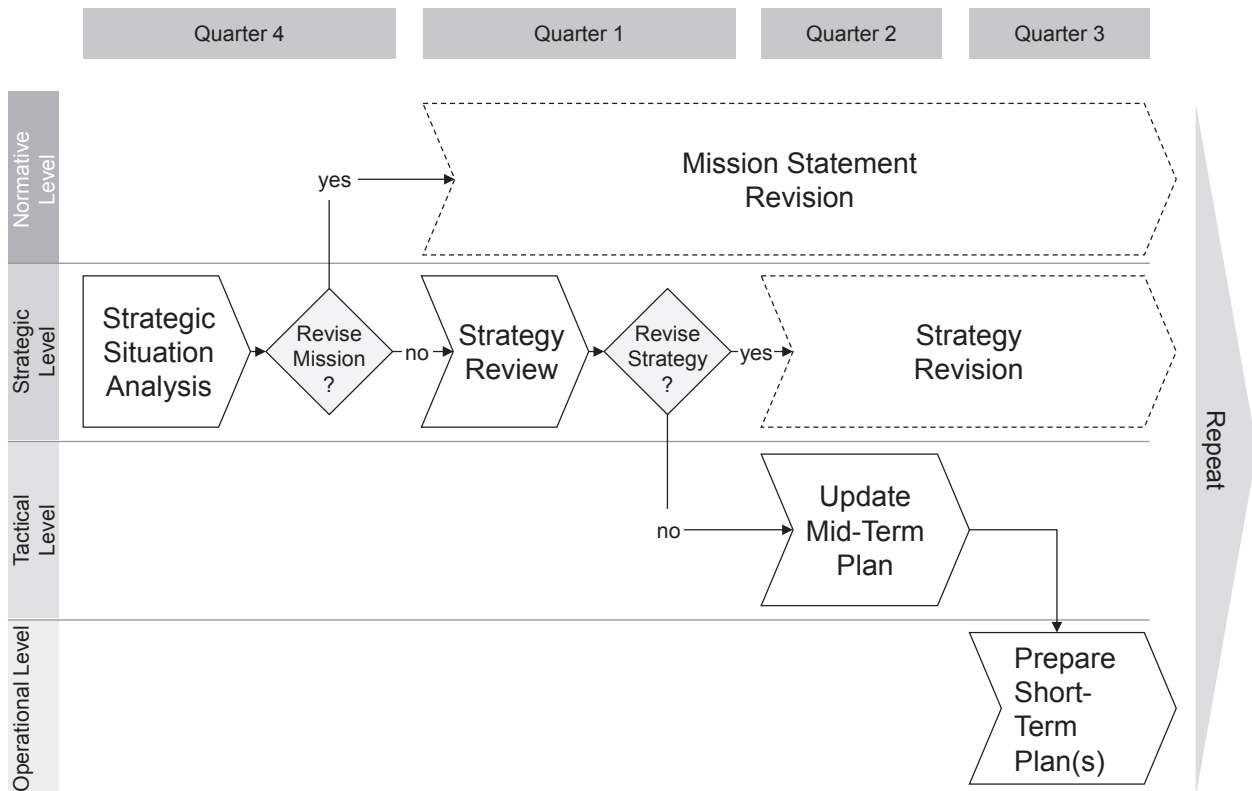 Quarter 4
Quarter 1
Quarter 2
Quarter 3
Normative
Level
Mission Statement
Revision
yes
Strategic
Level
Strategic
Situation
Analysis
Revise
Mission
?
no
Strategy
Review
Revise
Strategy
?
yes
Strategy
Revision
Repeat
Tactical
Level
no
Update
Mid-Term
Plan
Operational Level
Prepare
Short-
Term
Plan(s)